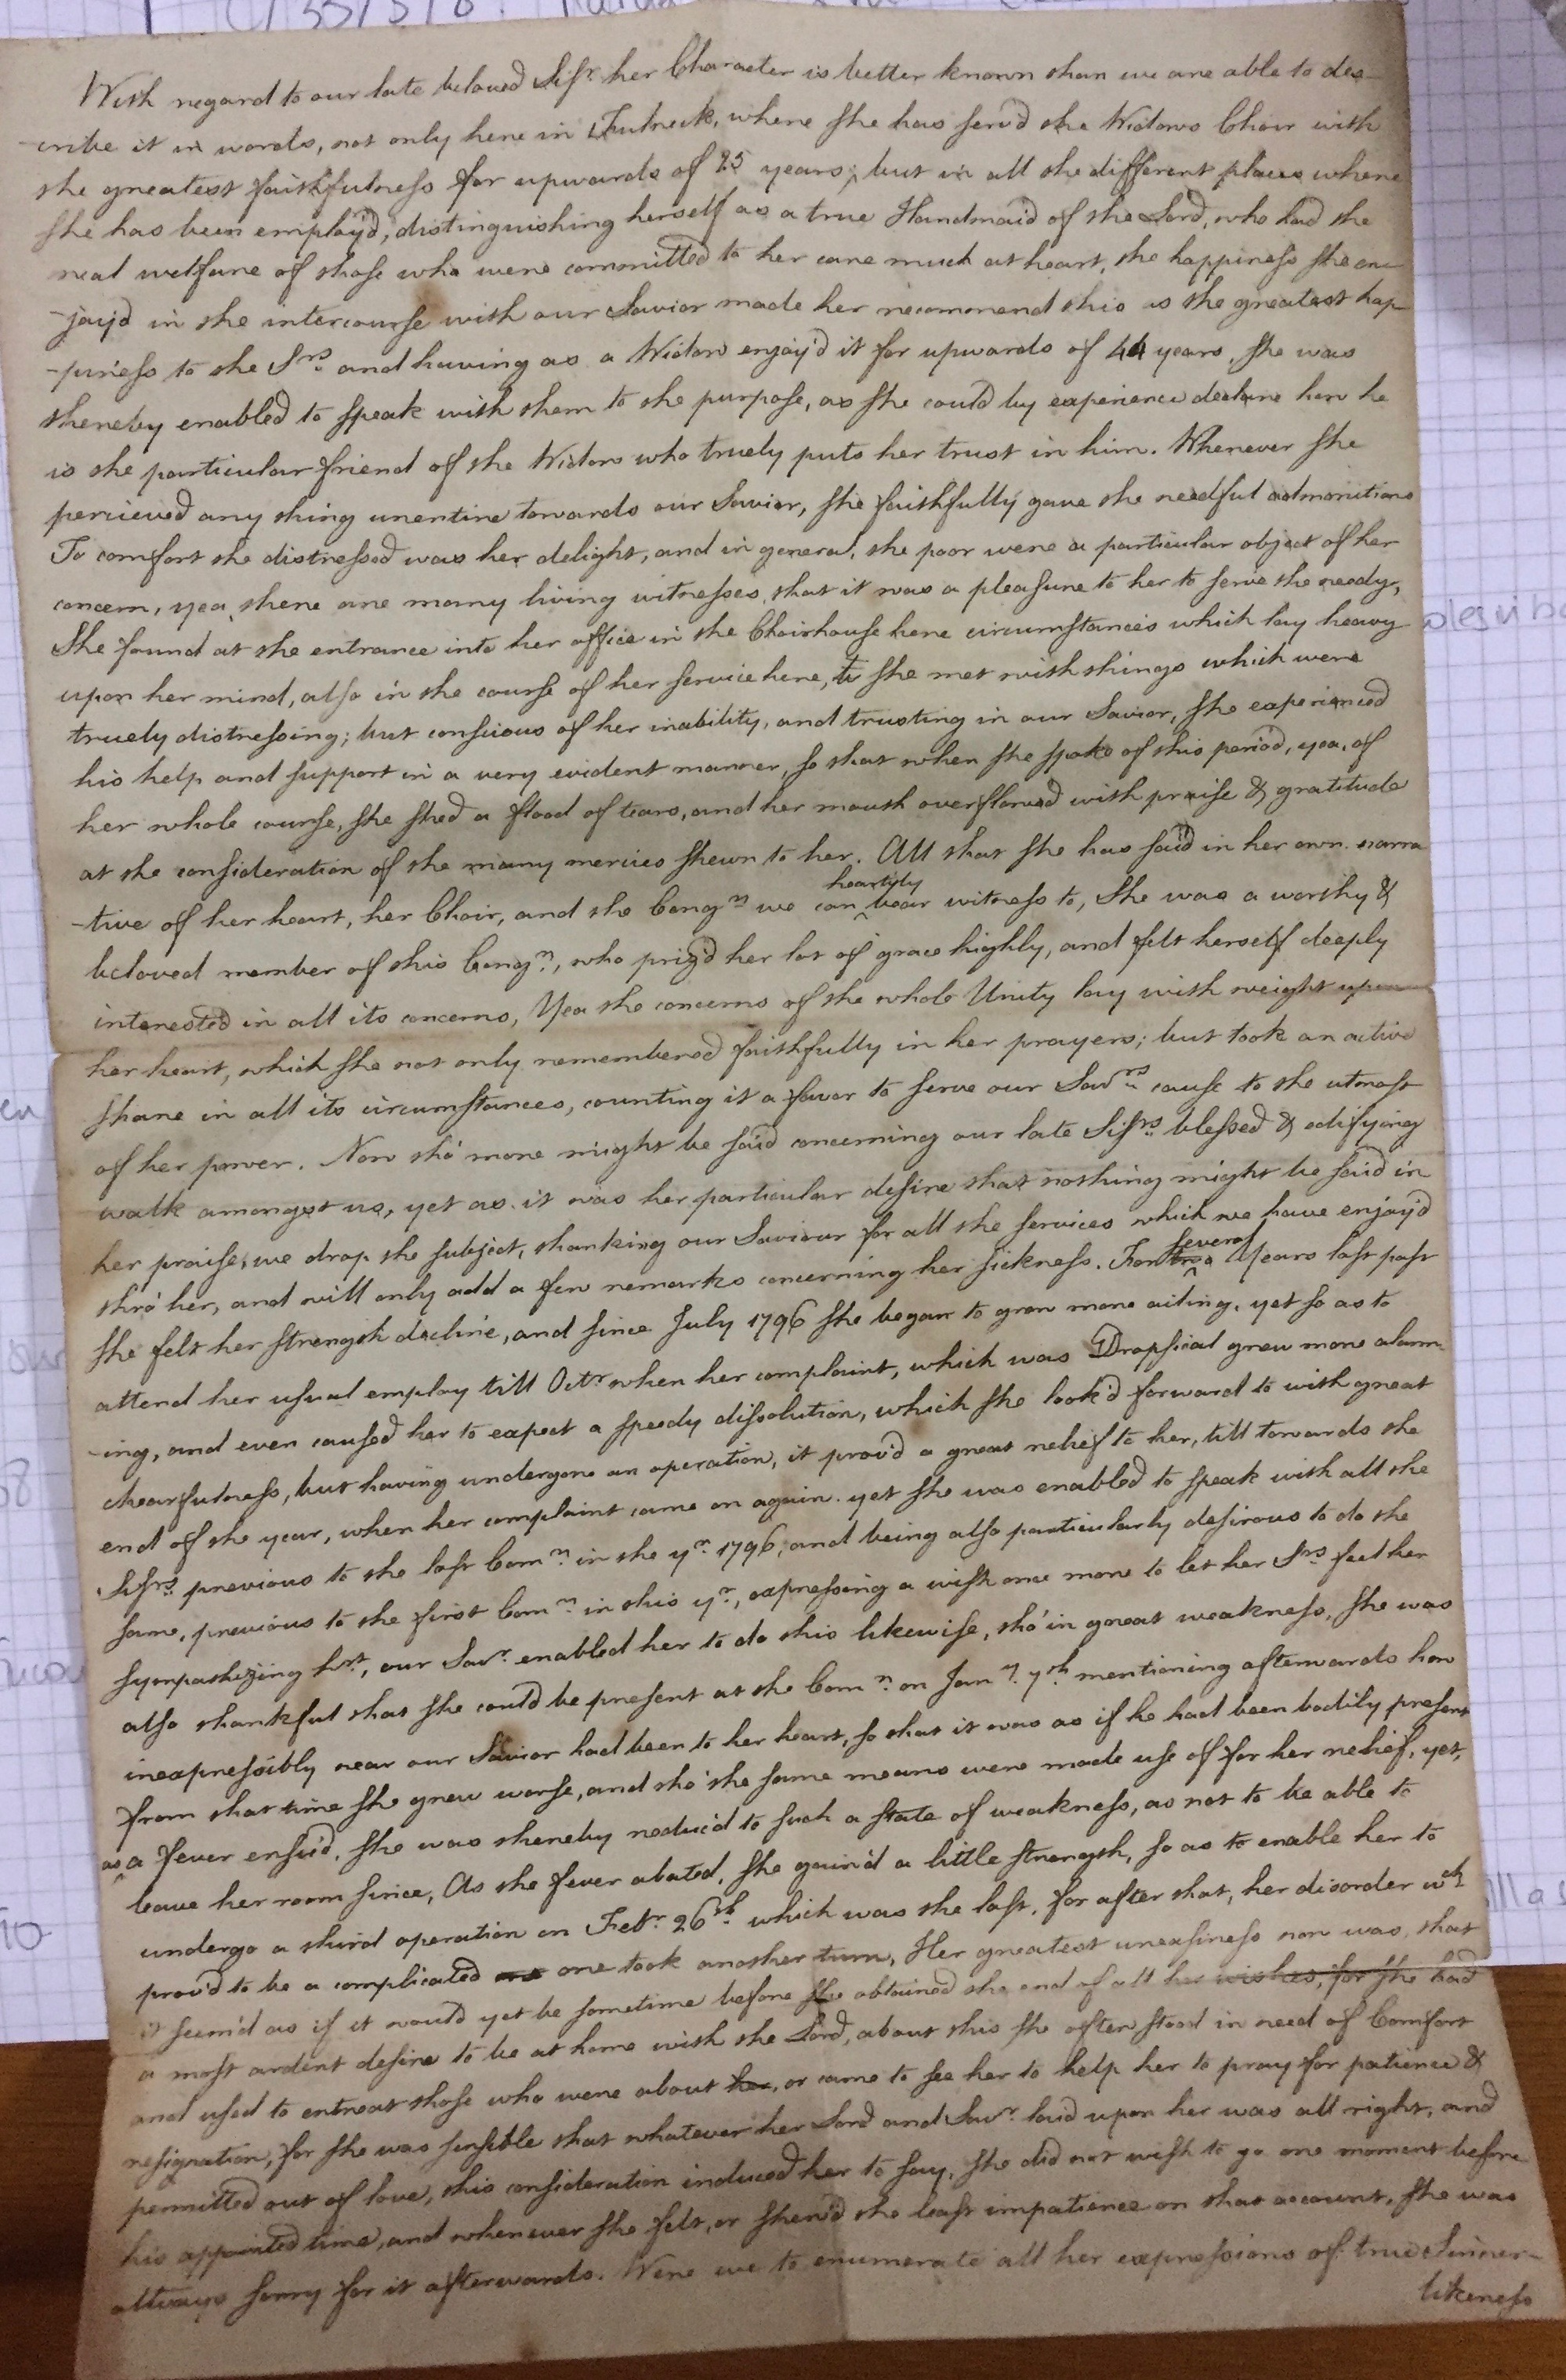 With regard to our late beloved Sisr. her Character is better known than we are able to des-
-cribe it in words, not only here in Fulneck, where she has serv'd the Widows Choir with
the greatest faithfulness for upwards of 25 years; but in all the different places where
she has been employ'd, distinguishing herself as a true Handmaid of the Lord, who had the
real welfare of those who were committed to her care much at heart, the happiness she en-
-joy'd in the intercourse with our Savior made her recommend this as the greatest hap
-piness to the Srs. and having as a Widow enjoy'd it for upwards of 44 years, she was
thereby enabled to speak with them to the purpose, as she could by experience declare how he
is the particular friend of the Widow who truely puts her trust in him. Whenever she
percieved any thing unentire towards our Savior, she faithfully gave the needful admonitions
To comfort the distressed was her delight, and in general, the poor were a particular object of her
concern, yea, there are many living witnesses, that it was a pleasure to her to serve the needy,
She found at the entrance into her office in the Choirhouse here circumstances which lay heavy
upon her mind, also in the course of her service here, she met with things which were
truely distressing; but conscious of her inability, and trusting in our Savior, she experienced
his help and support in a very evident manner, so that when she spoke of this period, yea, of
her whole course, she shed a flood of tears, and her mouth overflowed with praise & gratitude
at the consideration of the many mercies shewn to her. All that she has said in her own narra
-tive of her heart, her Choir, and the Congn. we can heartyly bear witness to, She was a worthy &
beloved member of this Congn., who priz'd her lot of grace highly, and felt herself deeply
interested in all its concerns, Yea the concerns of the whole Unity lay with weight upon
her heart, which she not only remembered faithfully in her prayers; but took an active
share in all its circumstances, counting it a favor to serve our Savrs. cause to the utmost
of her power. Now tho' more might be said concerning our late Sisrs. blessed & edifying
walk amongst us, yet as it was her particular desire that nothing might be said in
her praise, we drop the subject, thanking our Saviour for all the services which we have enjoy'd
thro' her, and will only add a few remarks concerning her sickness. For several Years last past
she felt her strength decline, and since July 1796 she began to grow more ailing, yet so as to
attend her usual employ till Octr. when her complaint, which was Dropsical grew more alarm-
-ing, and even caused her to expect a speedy dissolution, which she look'd forward to with great
chearfulness, but having undergone an operation, it prov'd a great relief to her, till towards the
end of the year, when her complaint came on again. yet she was enabled to speak with all the
Sisrs. previous to the last Comn. in the yr. 1796, and being also particularly desirous to do the
same, previous to the first Comn. in this yr., expressing a wish once more to let her Srs. feel her
sympathizing hrt, our Savr. enabled her to do this likewise, tho' in great weakness, she was
also thankful that she could be present at the Comn. on Jany. 7th. mentioning afterwards how
inexpressibly near our Savior had been to her heart, so that it was as if he had been bodily present
from that time she grew worse, and tho' the same means were made use of for her relief, yet,
as a fever ensu'd, she was thereby reduc'd to such a state of weakness, as not to be able to
leave her room since, As the fever abated, she gain'd a little strength, so as to enable her to
undergo a third operation on Febr. 26th. which was the last, for after that, her disorder wch
prov'd to be a complicated one took another turn, Her greatest uneasiness now was, that
it seem'd as if it would yet be sometime before she obtained the end of all her wishes, for she had
a most ardent desire to be at home with the Lord, about this she often stood in need of Comfort
and used to entreat those who were about her, or came to see her to help her to pray for patience &
resignation, for she was sensible that whatever her Lord and Savr. laid upon her was all right, and
permitted out of love, this consideration induced her to say, she did not wish to go one moment before
his appointed time, and whenever she felt, or shew'd the least impatience on that account, she was
always sorry for it afterwards. Were we to enumerate all her expressions of true Sinner-
likeness